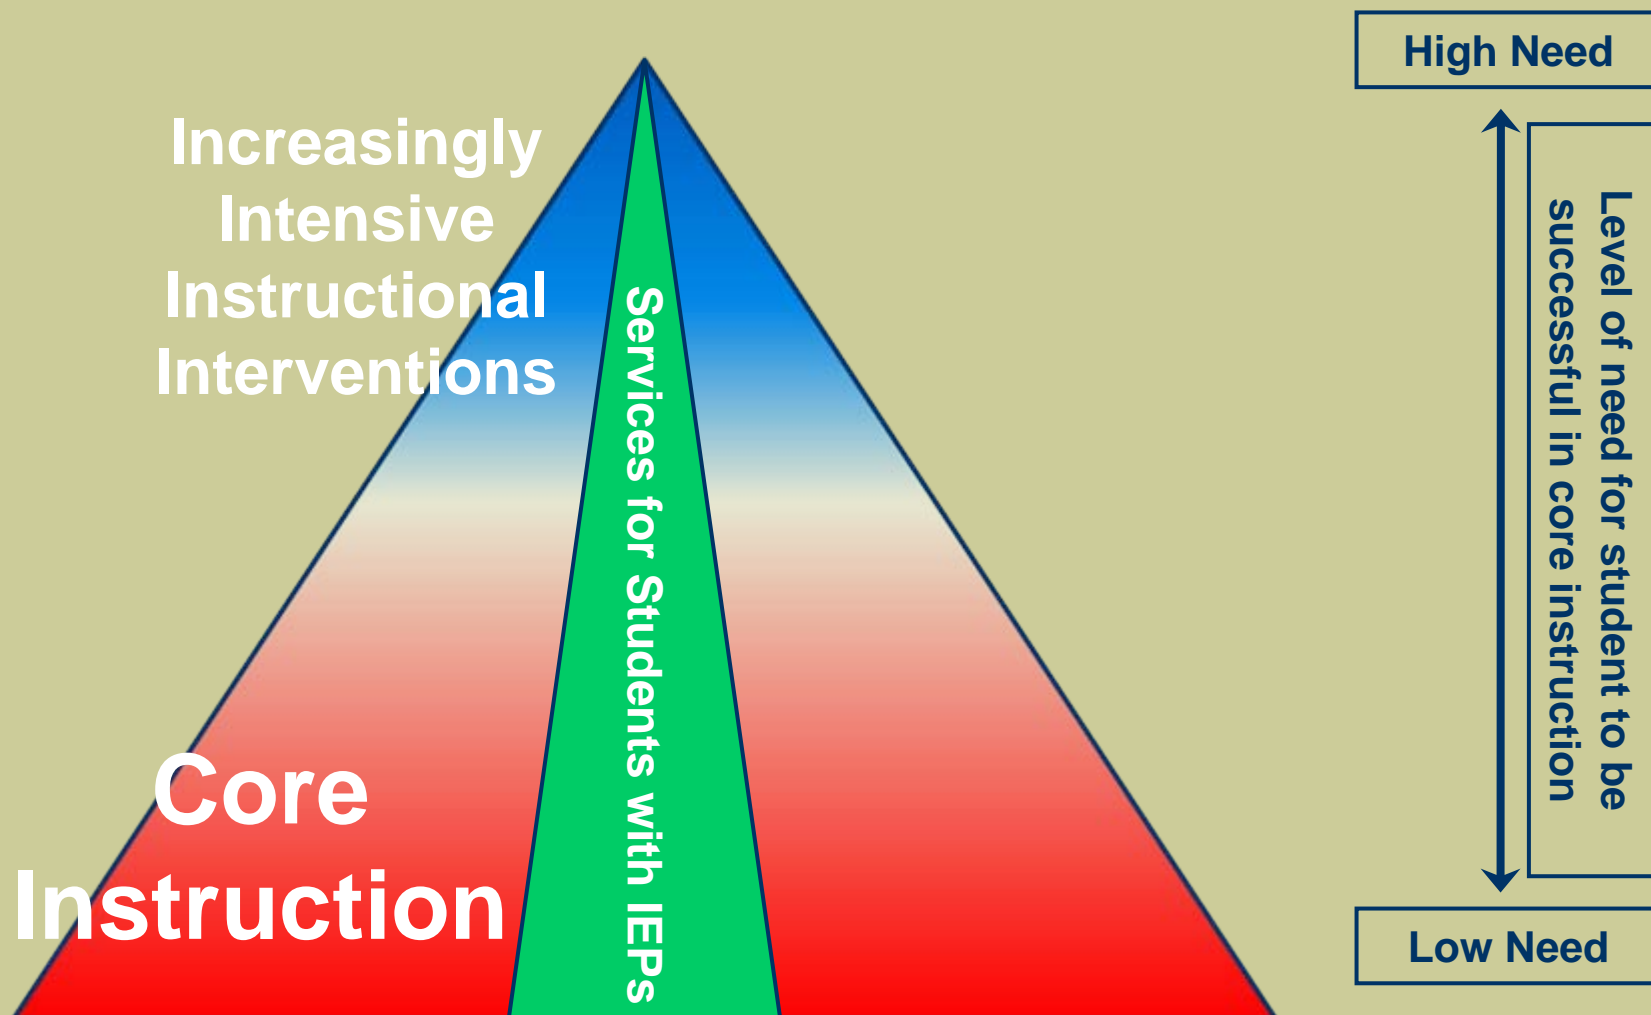 Increasingly
Intensive
Instructional
Interventions
Core
Instruction
Services for Students with IEPs
High Need
Level of need for student to be
successful in core instruction
Low Need